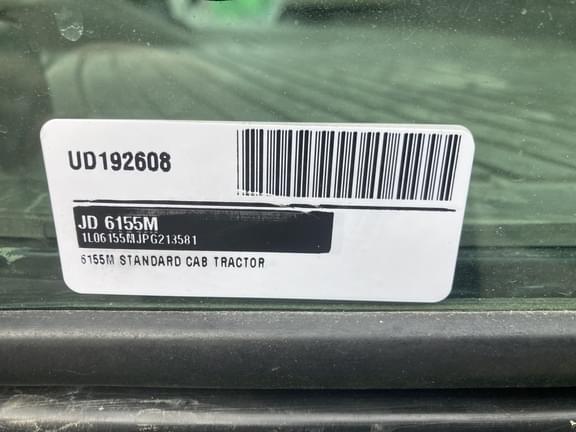 UD192608
JD 6155M
1L06155MJPG213581
6155M STANDARD CAB TRACTOR